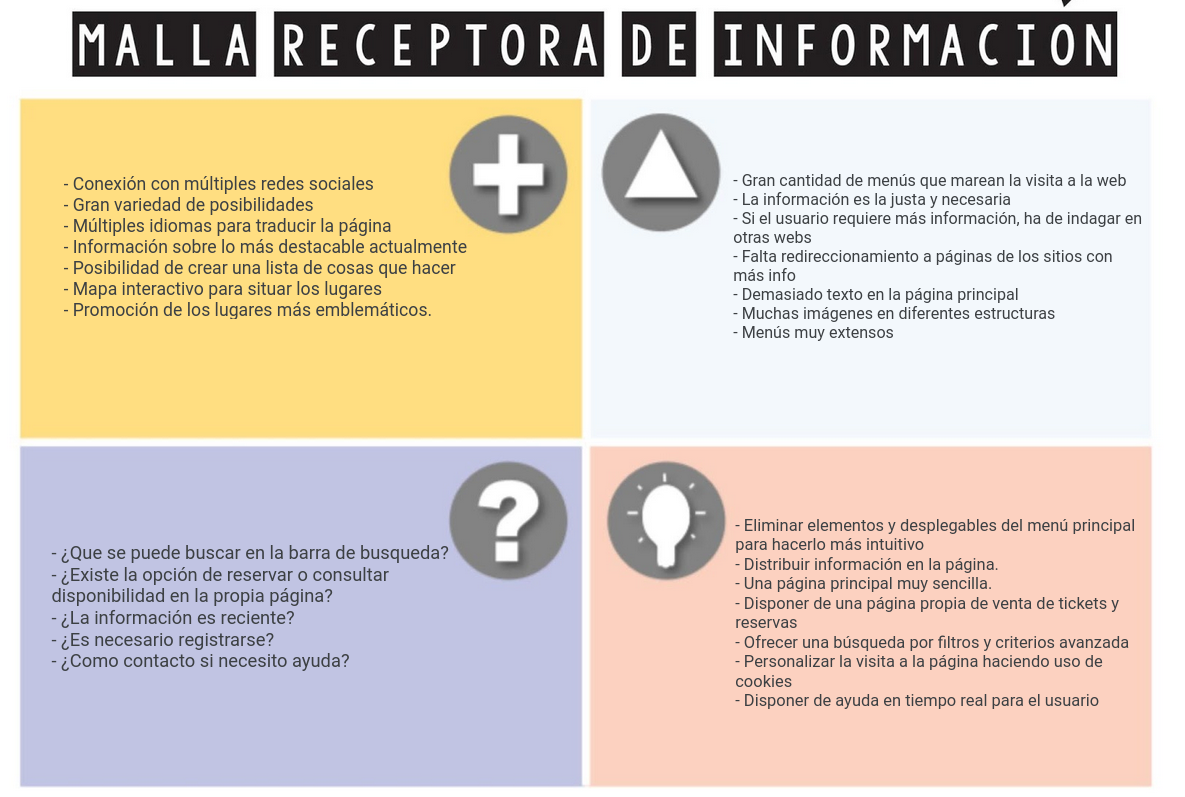 MALLA RECEPTORA DE INFORMACIÓN
- Conexión con múltiples redes sociales
- Gran variedad de posibilidades
- Múltiples idiomas para traducir la página
- Información sobre lo más destacable actualmente
- Posibilidad de crear una lista de cosas que hacer
- Mapa interactivo para situar los lugares
- Promoción de los lugares más emblemáticos.
- Gran cantidad de menús que marean la visita a la web
- La información es la justa y necesaria
- Si el usuario requiere más información, ha de indagar en
otras webs
- Falta redireccionamiento a páginas de los sitios con
más info
- Demasiado texto en la página principal
- Muchas imágenes en diferentes estructuras
- Menús muy extensos
- ¿Que se puede buscar en la barra de busqueda?
- ¿Existe la opción de reservar o consultar
disponibilidad en la propia página?
- ¿La información es reciente?
- ¿Es necesario registrarse?
- ¿Como contacto si necesito ayuda?
- Eliminar elementos y desplegables del menú principal
para hacerlo más intuitivo
- Distribuir información en la página.
- Una página principal muy sencilla.
- Disponer de una página propia de venta de tickets y
reservas
- Ofrecer una búsqueda por filtros y criterios avanzada
- Personalizar la visita a la página haciendo uso de
cookies
- Disponer de ayuda en tiempo real para el usuario